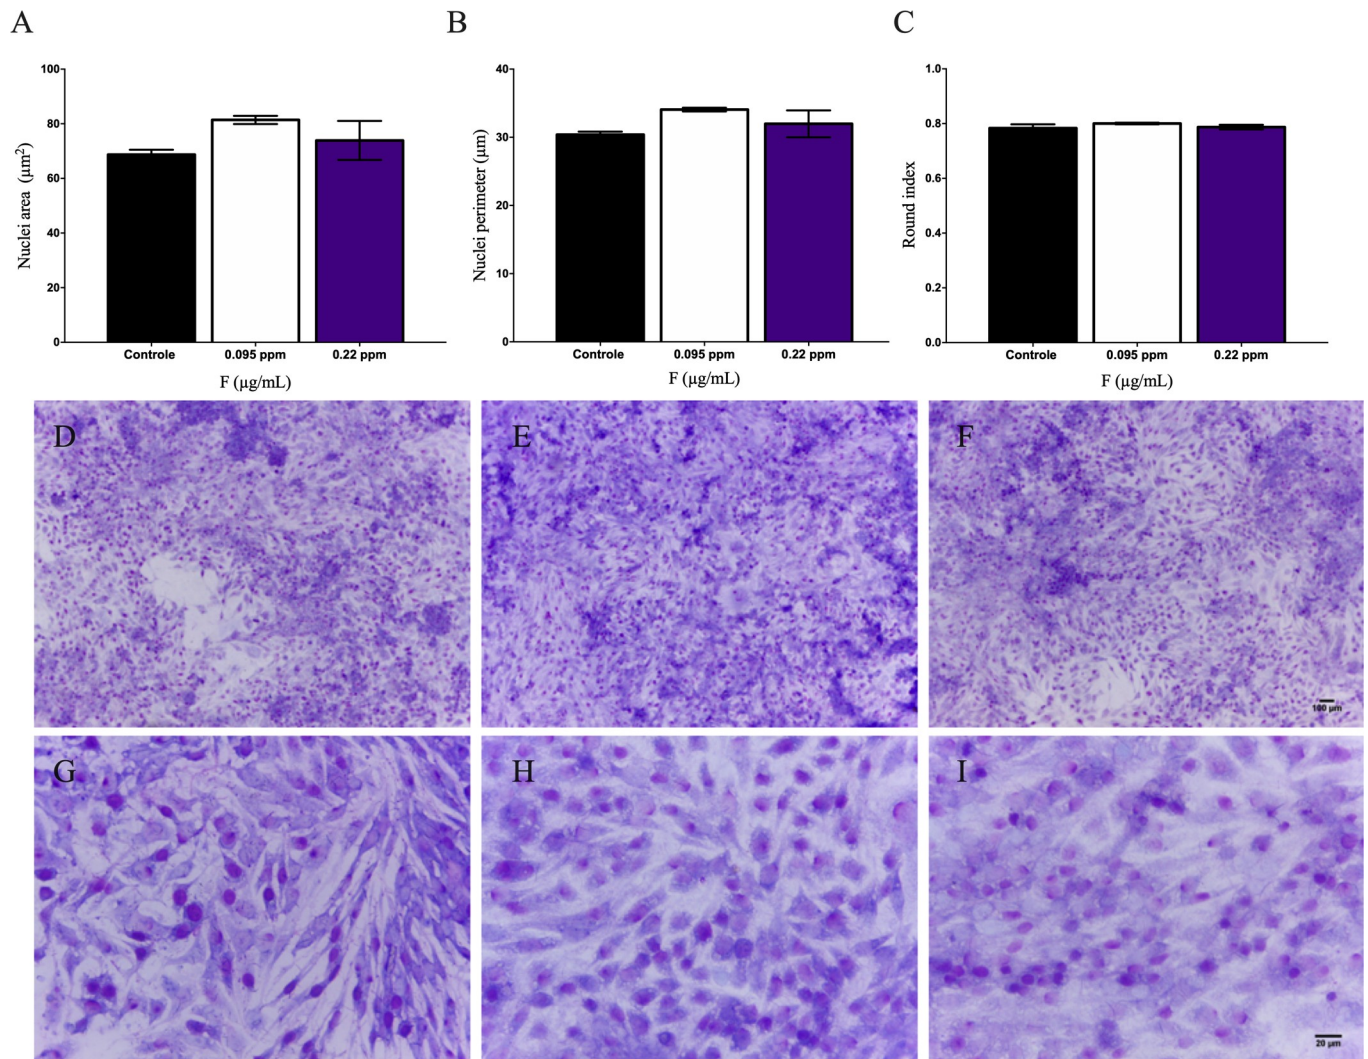 A
B
C
100
80
60
40
20
0
Nuclei area (µm²)
Controle
0.095 ppm
0.22 ppm
F (µg/mL)
40
30
20
10
0
Nuclei perimeter (µm)
Controle
0.095 ppm
0.22 ppm
F (µg/mL)
1.0
0.8
0.6
0.4
0.2
0.0
Round index
Controle
0.095 ppm
0.22 ppm
F (µg/mL)
D
E
F
100 µm
G
H
I
20 µm